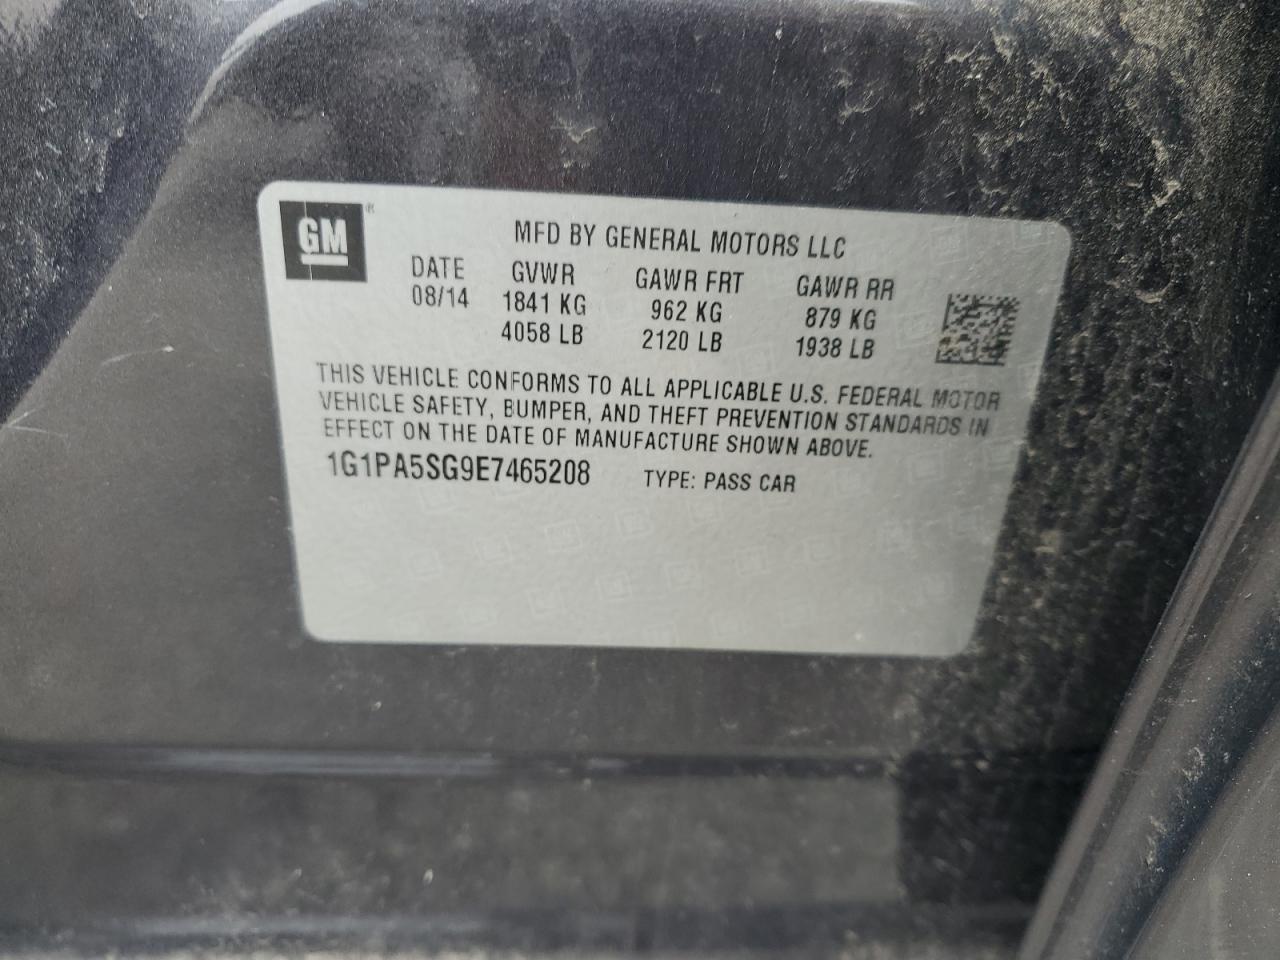 GM®
MFD BY GENERAL MOTORS LLC
DATE GVWR GAWR FRT GAWR RR
08/14 1841 KG 962 KG 879 KG
4058 LB 2120 LB 1938 LB
THIS VEHICLE CONFORMS TO ALL APPLICABLE U.S. FEDERAL MOTOR
VEHICLE SAFETY, BUMPER, AND THEFT PREVENTION STANDARDS IN
EFFECT ON THE DATE OF MANUFACTURE SHOWN ABOVE.
1G1PA5SG9E7465208 TYPE: PASS CAR